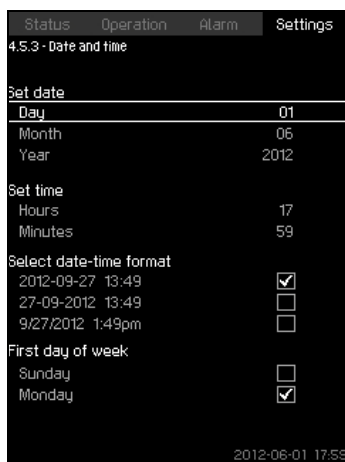 Status Operation Alarm Settings
4.5.3 - Date and time
Set date
Day 01
Month 06
Year 2012
Set time
Hours 17
Minutes 59
Select date-time format
2012-09-27 13:49
27-09-2012 13:49
9/27/2012 1:49pm
First day of week
Sunday
Monday
2012-06-01 17:59